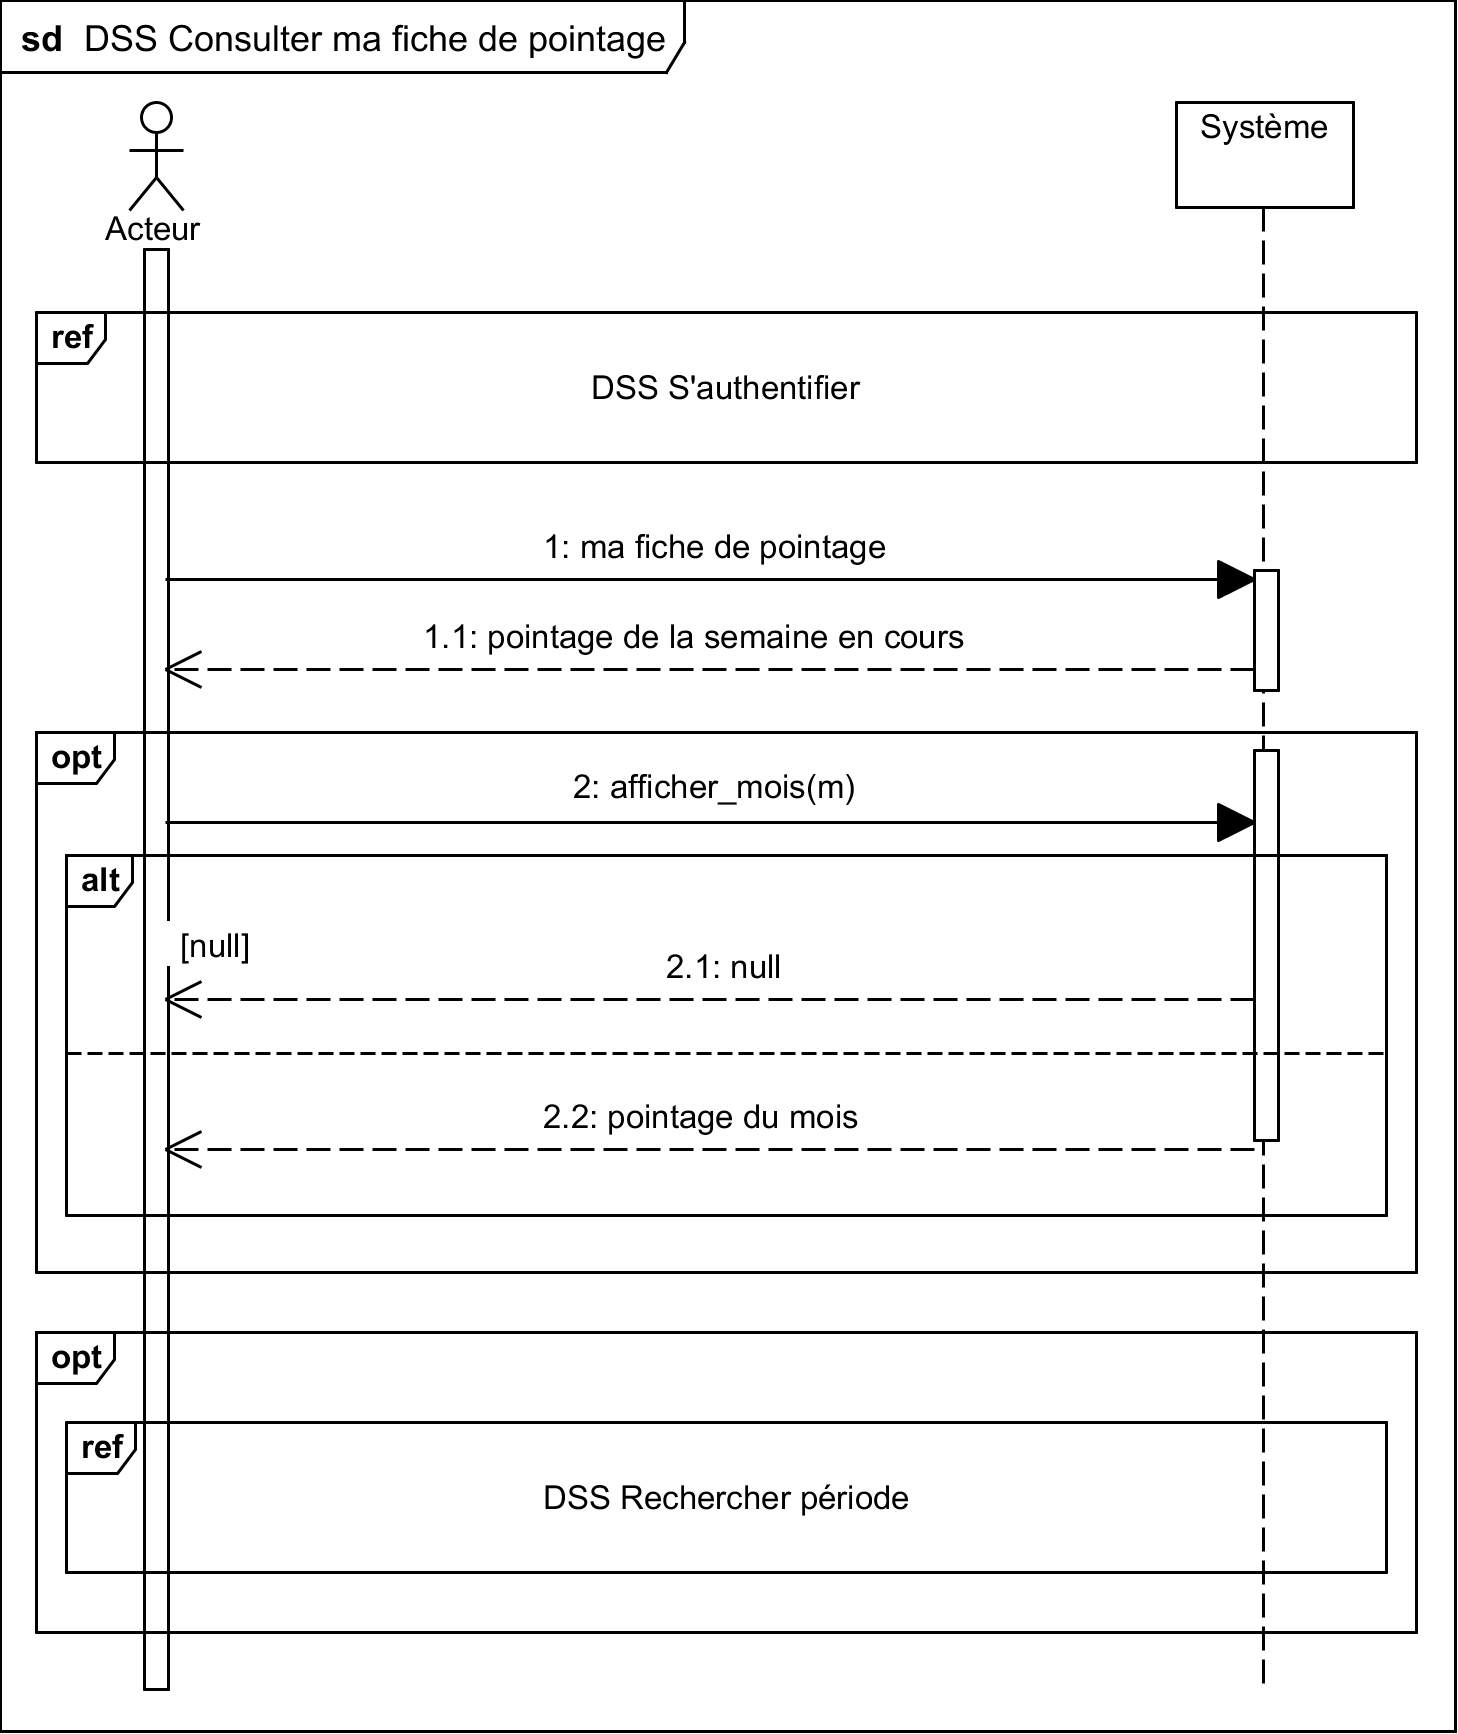 sd DSS Consulter ma fiche de pointage
Acteur
Système
ref
DSS S'authentifier
1: ma fiche de pointage
1.1: pointage de la semaine en cours
opt
2: afficher_mois(m)
alt
[null]
2.1: null
2.2: pointage du mois
opt
ref
DSS Rechercher période